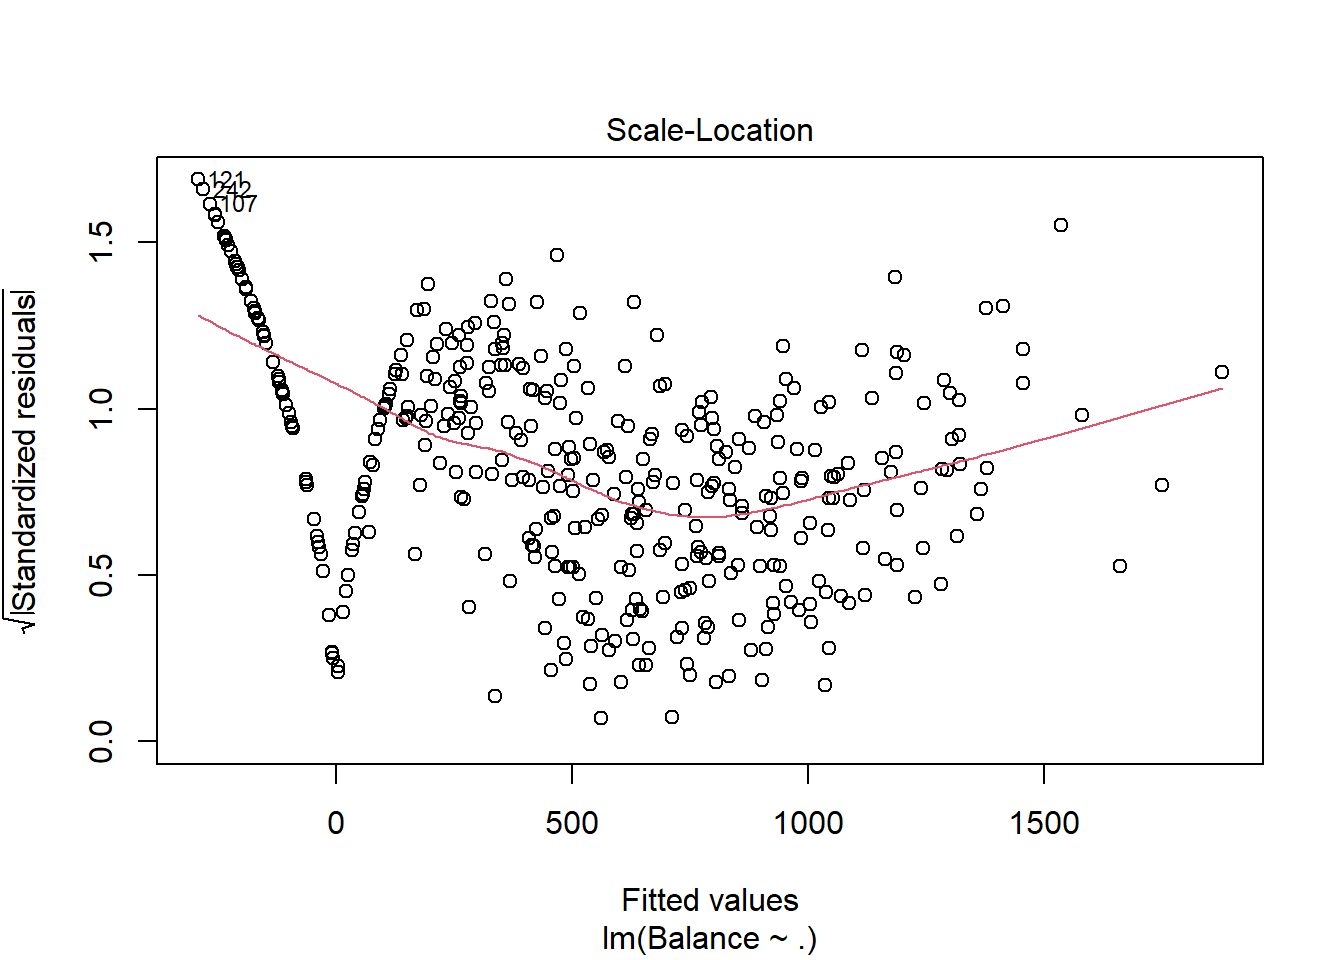 Scale-Location
√|Standardized residuals|
1.5
1.0
0.5
0.0
121
242
107
0 500 1000 1500
Fitted values
lm(Balance ~ .)